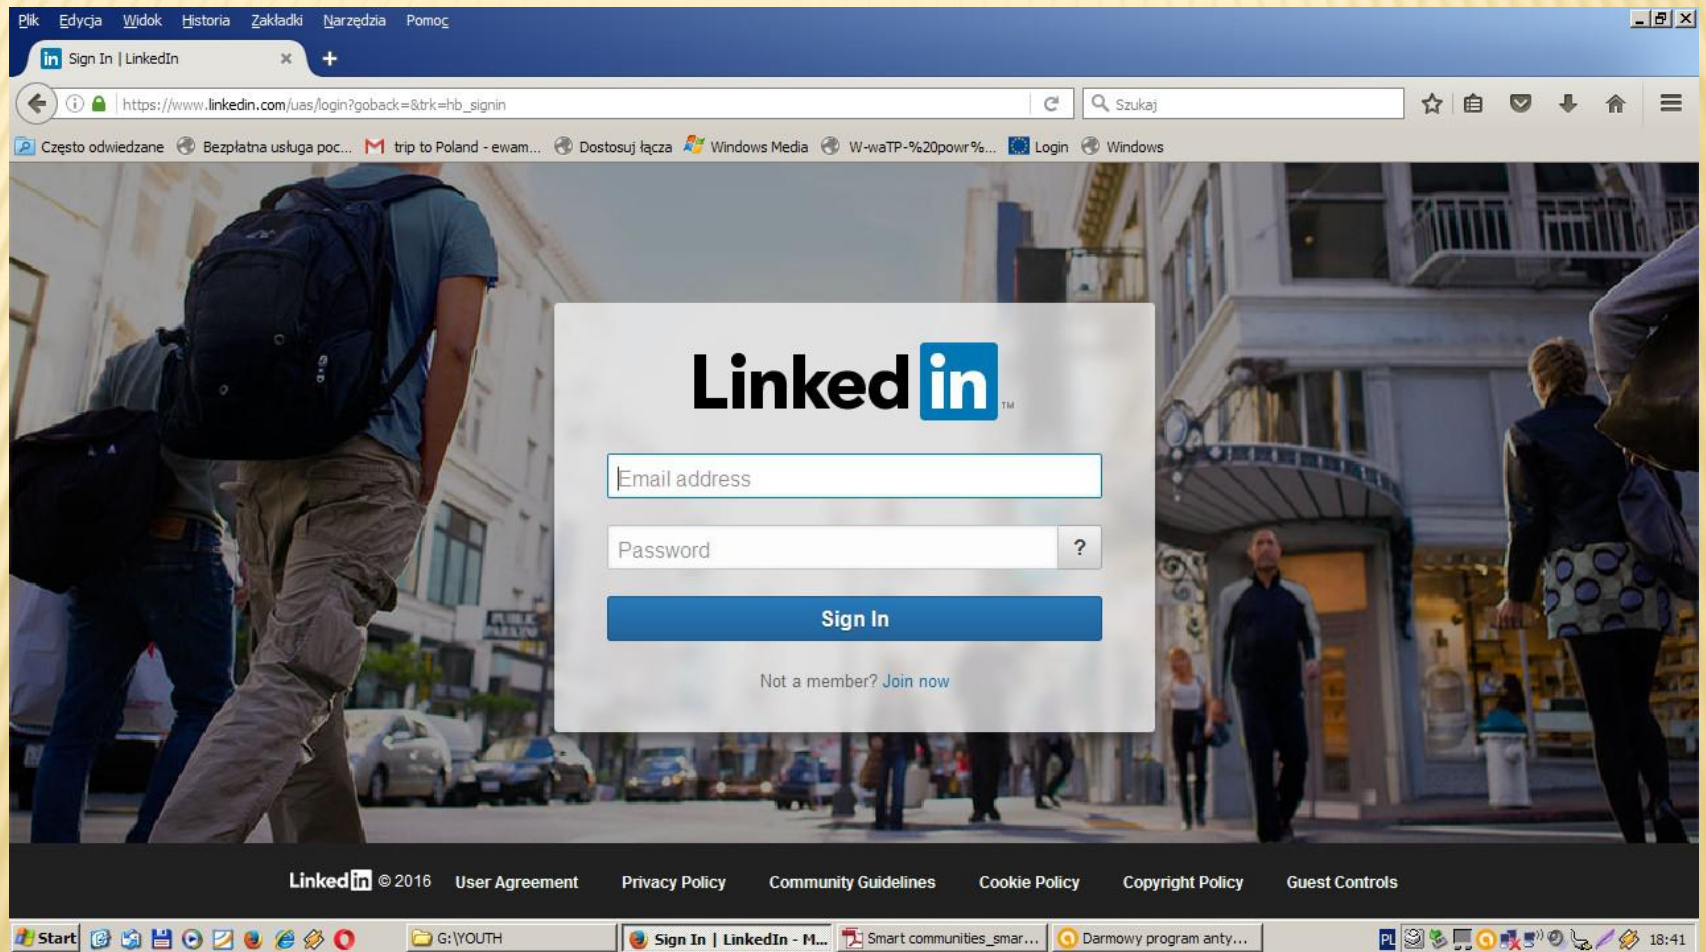 Plik Edycja Widok Historia Zakładki Narzędzia Pomoc
Sign In | LinkedIn
https://www.linkedin.com/uas/login?goback=&trk=hb_signin
Szukaj
Często odwiedzane Bezpłatna usługa poc... trip to Poland - ewam... Dostosuj łącza Windows Media W-waTP-%20powr%... Login Windows
Linked in TM
Email address
Password ?
Sign In
Not a member? Join now
PUBLIC
PARKING
Linked in © 2016 User Agreement Privacy Policy Community Guidelines Cookie Policy Copyright Policy Guest Controls
Start G:\YOUTH Sign In | LinkedIn - M... Smart communities_smar... Darmowy program anty... PL 18:41